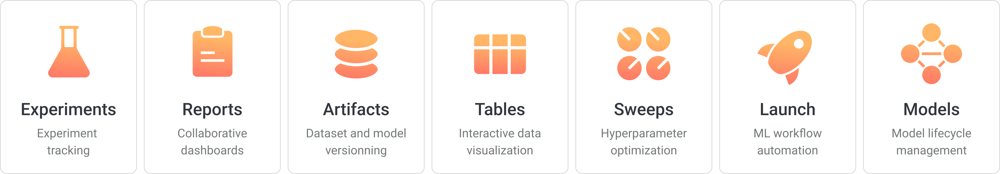 Experiments
Experiment
tracking
Reports
Collaborative
dashboards
Artifacts
Dataset and model
versionning
Tables
Interactive data
visualization
Sweeps
Hyperparameter
optimization
Launch
ML workflow
automation
Models
Model lifecycle
management